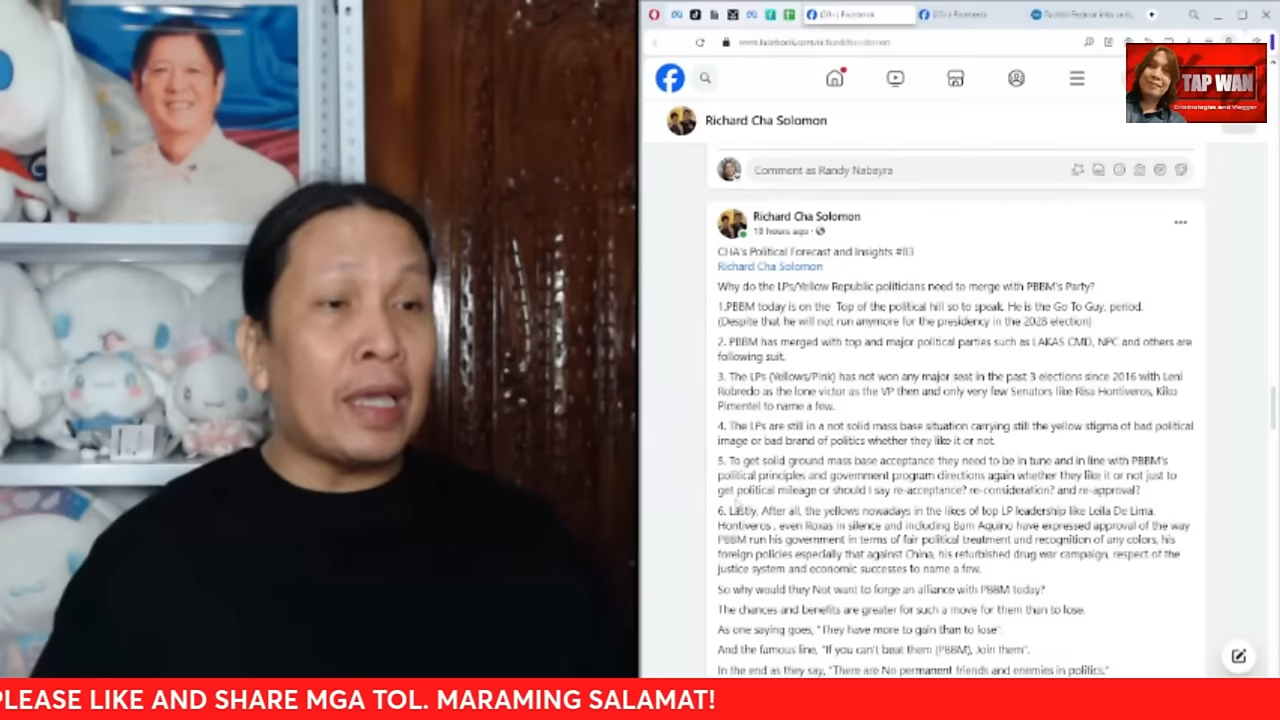 (20+) Facebook
(20+) Facebook
www.facebook.com/richardchasolomon
TAP WAN
Criminologies and Vlogger
Richard Cha Solomon
Comment as Randy Nabayra
Richard Cha Solomon
18 hours ago
CHA's Political Forecast and Insights #83
Richard Cha Solomon
Why do the LPs/Yellow Republic politicians need to merge with PBBM's Party?
1.PBBM today is on the Top of the political hill so to speak. He is the Go To Guy, period.
(Despite that he will not run anymore for the presidency in the 2028 election)
2. PBBM has merged with top and major political parties such as LAKAS CMD, NPC and others are
following suit.
3. The LPs (Yellows/Pink) has not won any major seat in the past 3 elections since 2016 with Leni
Robredo as the lone victor as the VP then and only very few Senators like Risa Hontiveros, Kiko
Pimentel to name a few.
4. The LPs are still in a not solid mass base situation carrying still the yellow stigma of bad political
image or bad brand of politics whether they like it or not.
5. To get solid ground mass base acceptance they need to be in tune and in line with PBBM's
political principles and government program directions again whether they like it or not just to
get political mileage or should I say re-acceptance? re-consideration? and re-approval?
6. Lastly, After all, the yellows nowadays in the likes of top LP leadership like Leila De Lima,
Hontiveros , even Roxas in silence and including Bam Aquino have expressed approval of the way
PBBM run his government in terms of fair political treatment and recognition of any colors, his
foreign policies especially that against China, his refurbished drug war campaign, respect of the
justice system and economic successes to name a few.
So why would they Not want to forge an alliance with PBBM today?
The chances and benefits are greater for such a move for them than to lose.
As one saying goes, "They have more to gain than to lose".
And the famous line, "If you can't beat them (PBBM), Join them".
In the end as they say, "There are No permanent friends and enemies in politics."
PLEASE LIKE AND SHARE MGA TOL. MARAMING SALAMAT!